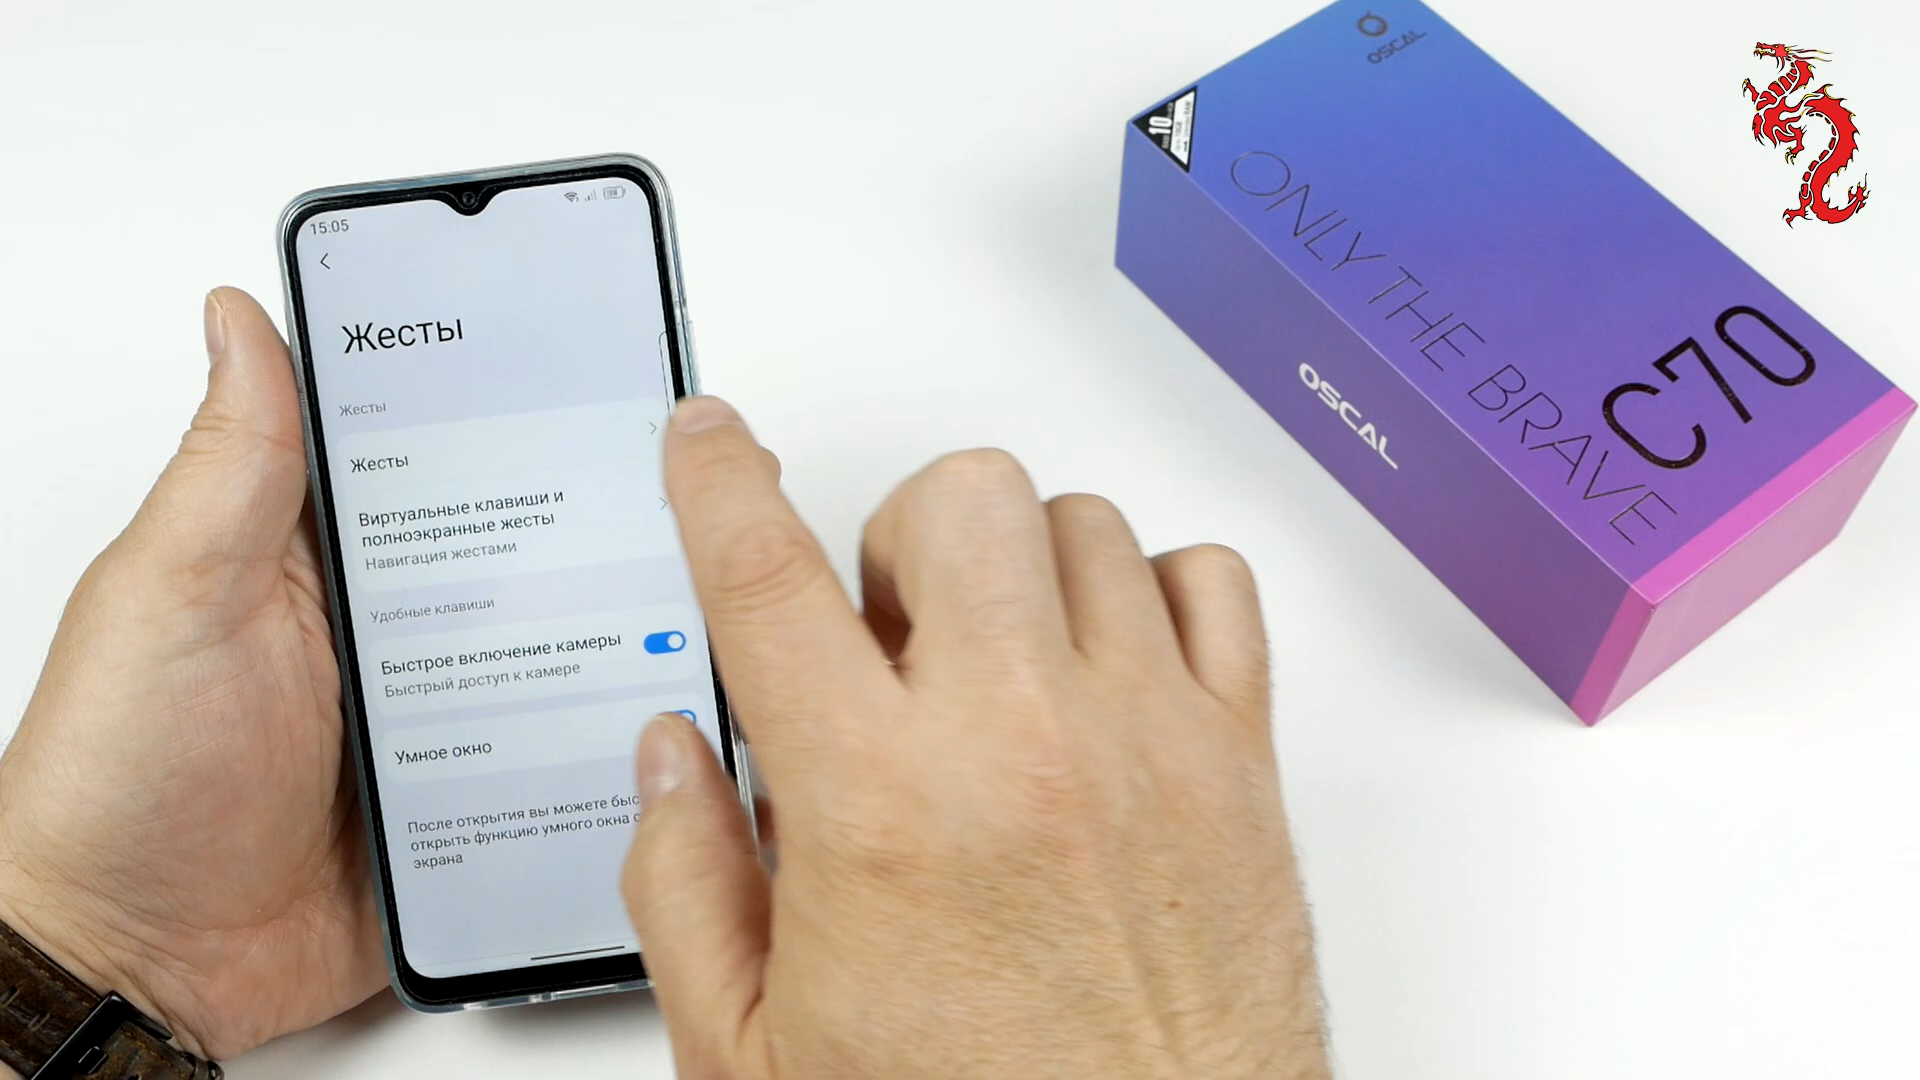 15:05
Жесты
Жесты
Жесты
Виртуальные клавиши и
полноэкранные жесты
Навигация жестами
Удобные клавиши
Быстрое включение камеры
Быстрый доступ к камере
Умное окно
После открытия вы можете
открыть функцию умного окна с
экрана
OSCAL
10
ONLY THE BRAVE
C70
OSCAL